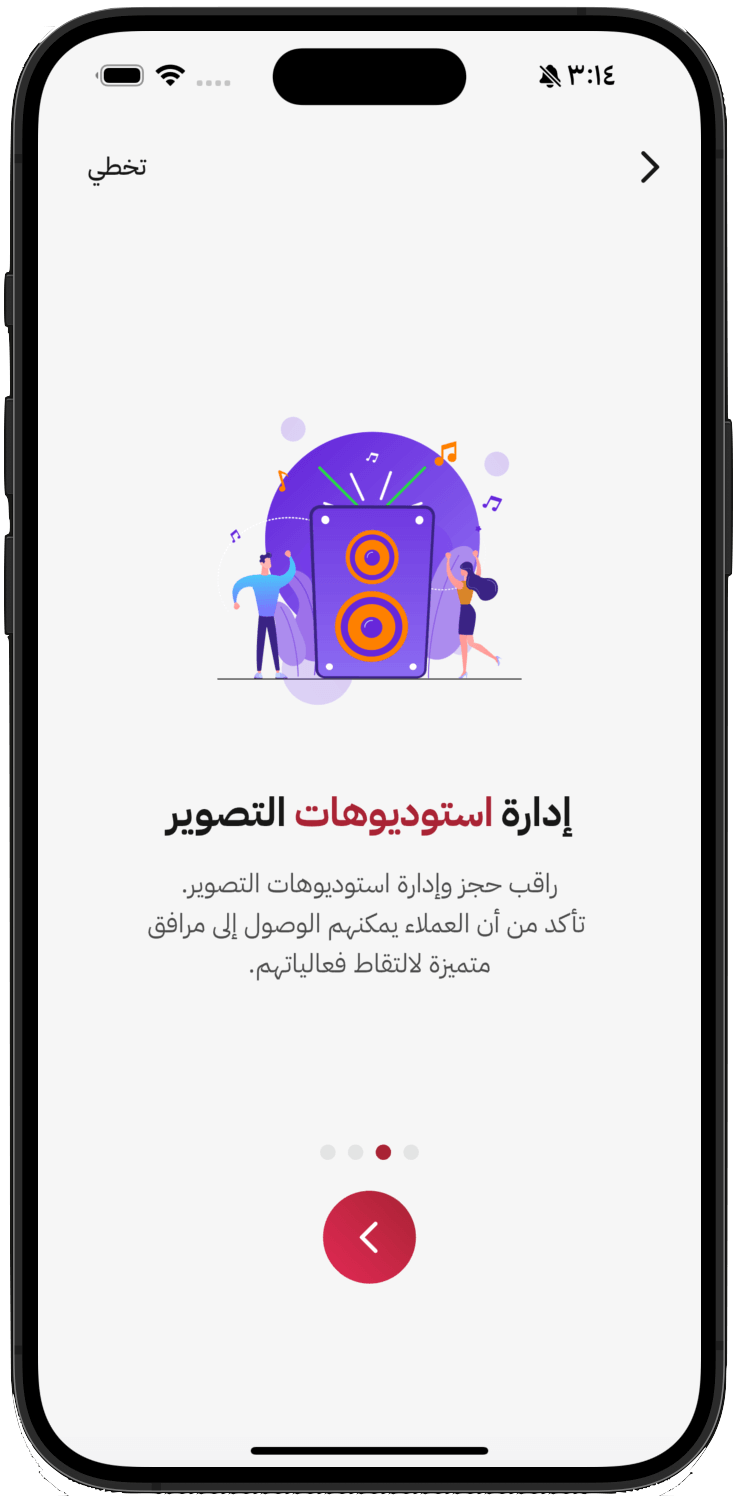 ٣:١٤
تخطي
إدارة استوديوهات التصوير
راقب حجز وإدارة استوديوهات التصوير.
تأكد من أن العملاء يمكنهم الوصول إلى مرافق
متميزة لالتقاط فعالياتهم.